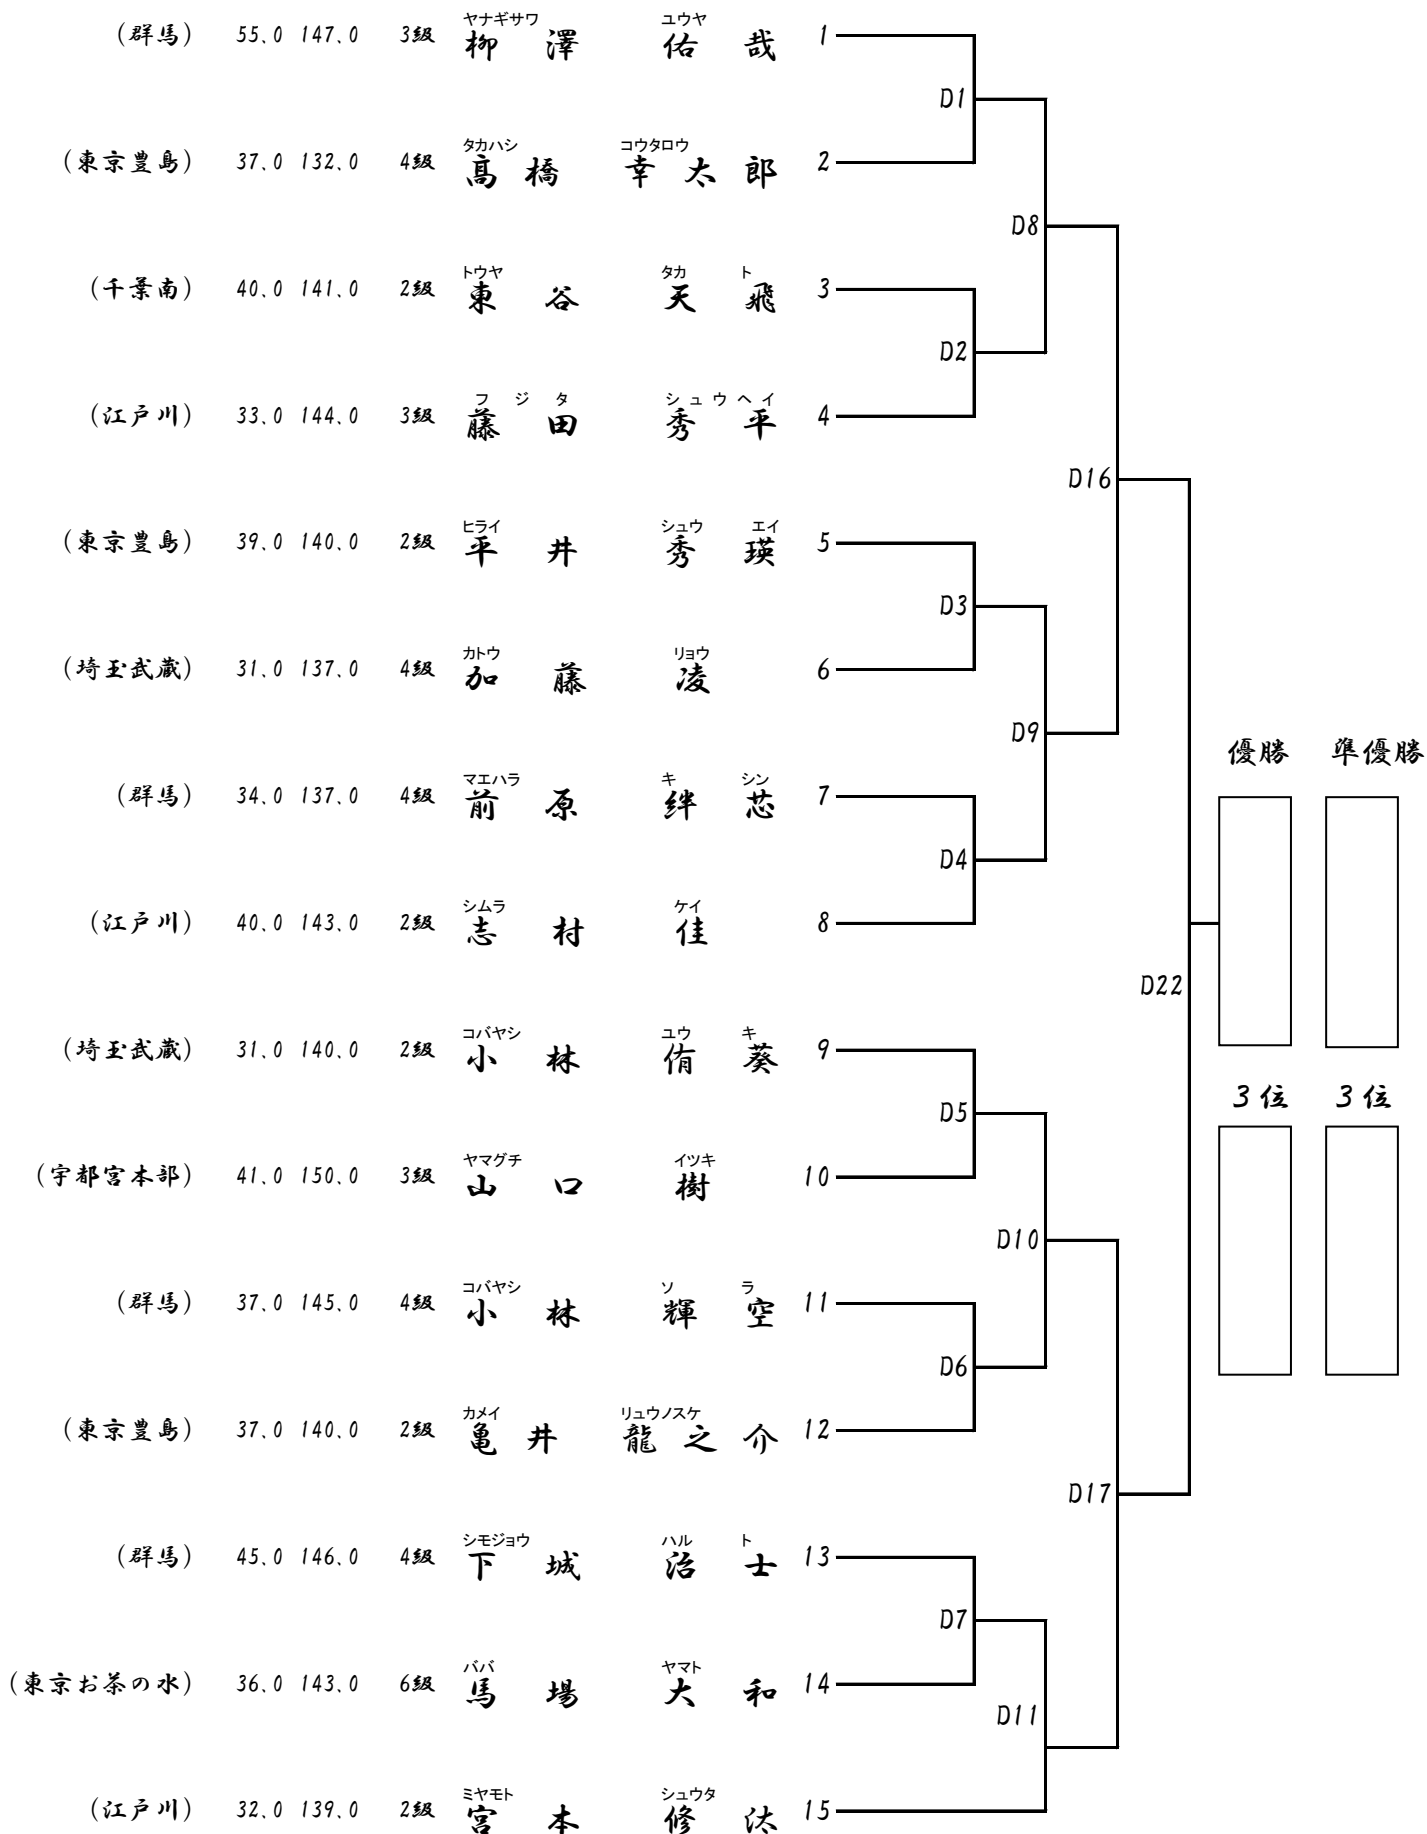 ヤナギサワ ユウヤ
(群馬) 55.0 147.0 3級 柳澤 佑哉 1
D1
タカハシ コウタロウ
(東京豊島) 37.0 132.0 4級 髙橋 幸太郎 2
D8
トウヤ タカ ト
(千葉南) 40.0 141.0 2級 東谷 天飛 3
D2
フジタ シュウヘイ
(江戸川) 33.0 144.0 3級 藤田 秀平 4
D16
ヒライ シュウ エイ
(東京豊島) 39.0 140.0 2級 平井 秀瑛 5
D3
カトウ リョウ
(埼玉武蔵) 31.0 137.0 4級 加藤 凌 6
D9
優勝 準優勝
マエハラ キ シン
(群馬) 34.0 137.0 4級 前原 絆芯 7
D4
シムラ ケイ
(江戸川) 40.0 143.0 2級 志村 佳 8
D22
コバヤシ ユウ キ
(埼玉武蔵) 31.0 140.0 2級 小林 侑葵 9
3位 3位
D5
ヤマグチ イツキ
(宇都宮本部) 41.0 150.0 3級 山口 樹 10
D10
コバヤシ ソ ラ
(群馬) 37.0 145.0 4級 小林 輝空 11
D6
カメイ リュウノスケ
(東京豊島) 37.0 140.0 2級 亀井 龍之介 12
D17
シモジョウ ハル ト
(群馬) 45.0 146.0 4級 下城 治士 13
D7
ババ ヤマト
(東京お茶の水) 36.0 143.0 6級 馬場 大和 14
D11
ミヤモト シュウタ
(江戸川) 32.0 139.0 2級 宮本 修汰 15